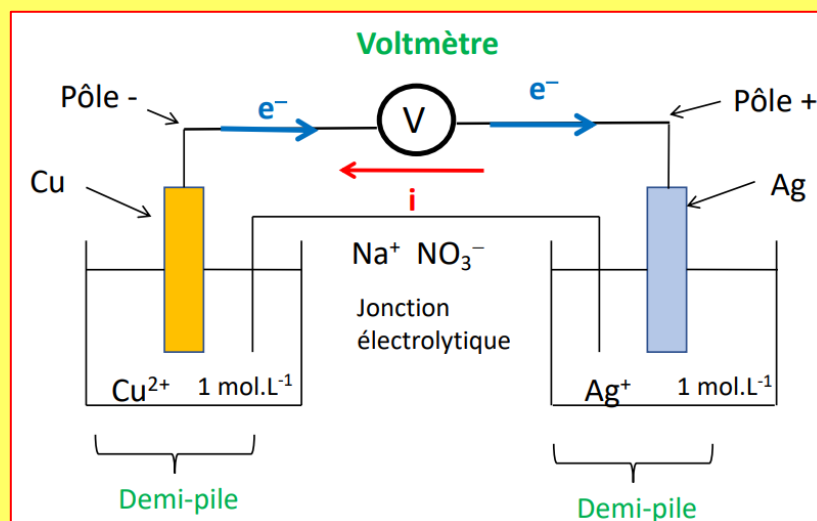 Voltmètre
Pôle -
e⁻
V
e⁻
Pôle +
Cu
i
Ag
Na⁺ NO₃⁻
Jonction
électrolytique
Cu²⁺ 1 mol.L⁻¹
Ag⁺ 1 mol.L⁻¹
Demi-pile
Demi-pile